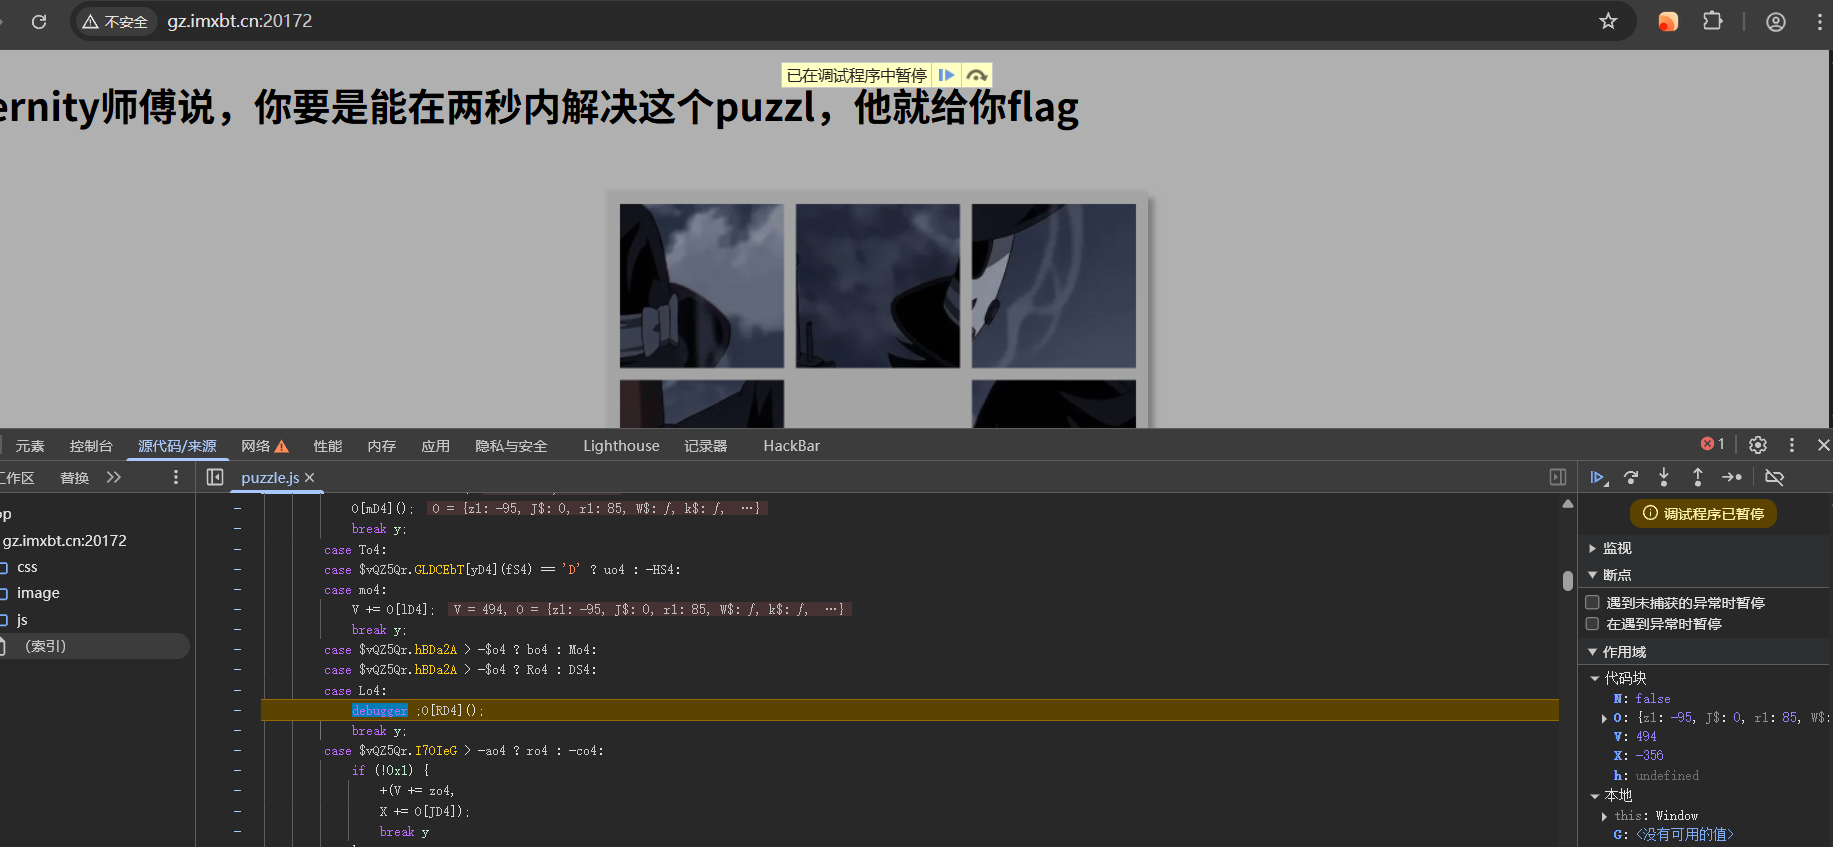 不安全 gz.imxbt.cn:20172
已在调试程序中暂停
ernity师傅说，你要是能在两秒内解决这个puzzl，他就给你flag
元素 控制台 源代码/来源 网络 性能 内存 应用 隐私与安全 Lighthouse 记录器 HackBar 1
工作区 替换 puzzle.js
op
gz.imxbt.cn:20172
css
image
js
（索引）
O[mD4](); O = {z1: -95, J$: 0, r1: 85, W$: ƒ, k$: ƒ, …}
break y;
case To4:
case $vQZ5Qr.GLDCEbT[yD4](fS4) == 'D' ? uo4 : -HS4:
case mo4:
V += O[lD4]; V = 494, O = {z1: -95, J$: 0, r1: 85, W$: ƒ, k$: ƒ, …}
break y;
case $vQZ5Qr.hBDa2A > -$o4 ? bo4 : Mo4:
case $vQZ5Qr.hBDa2A > -$o4 ? Ro4 : DS4:
case Lo4:
debugger ;O[RD4]();
break y;
case $vQZ5Qr.I7OIeG > -ao4 ? ro4 : -co4:
if (!0x1) {
+(V += zo4,
X += O[JD4]);
break y
调试程序已暂停
监视
断点
遇到未捕获的异常时暂停
在遇到异常时暂停
作用域
代码块
N: false
O: {z1: -95, J$: 0, r1: 85, W$:
V: 494
X: -356
h: undefined
本地
this: Window
G: <没有可用的值>